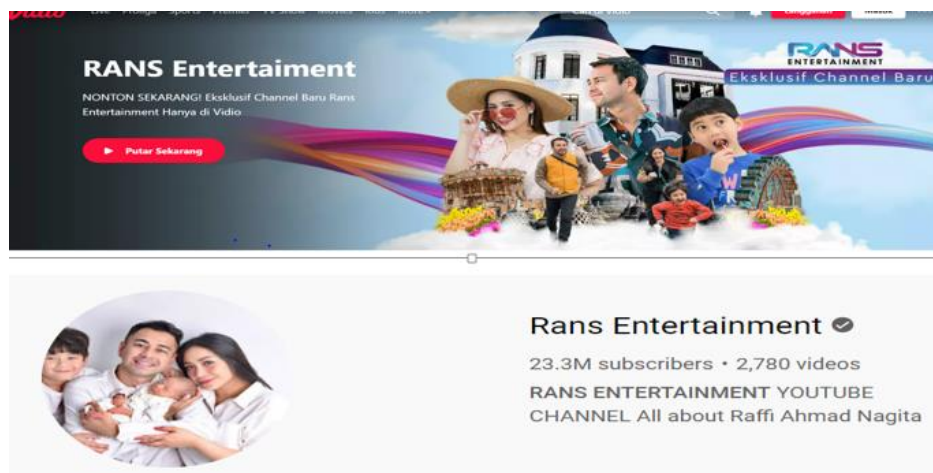 RANS Entertaiment
NONTON SEKARANG! Eksklusif Channel Baru Rans
Entertainment Hanya di Vidio
Putar Sekarang
RANS
ENTERTAINMENT
Eksklusif Channel Baru
Rans Entertainment
23.3M subscribers • 2,780 videos
RANS ENTERTAINMENT YOUTUBE
CHANNEL All about Raffi Ahmad Nagita